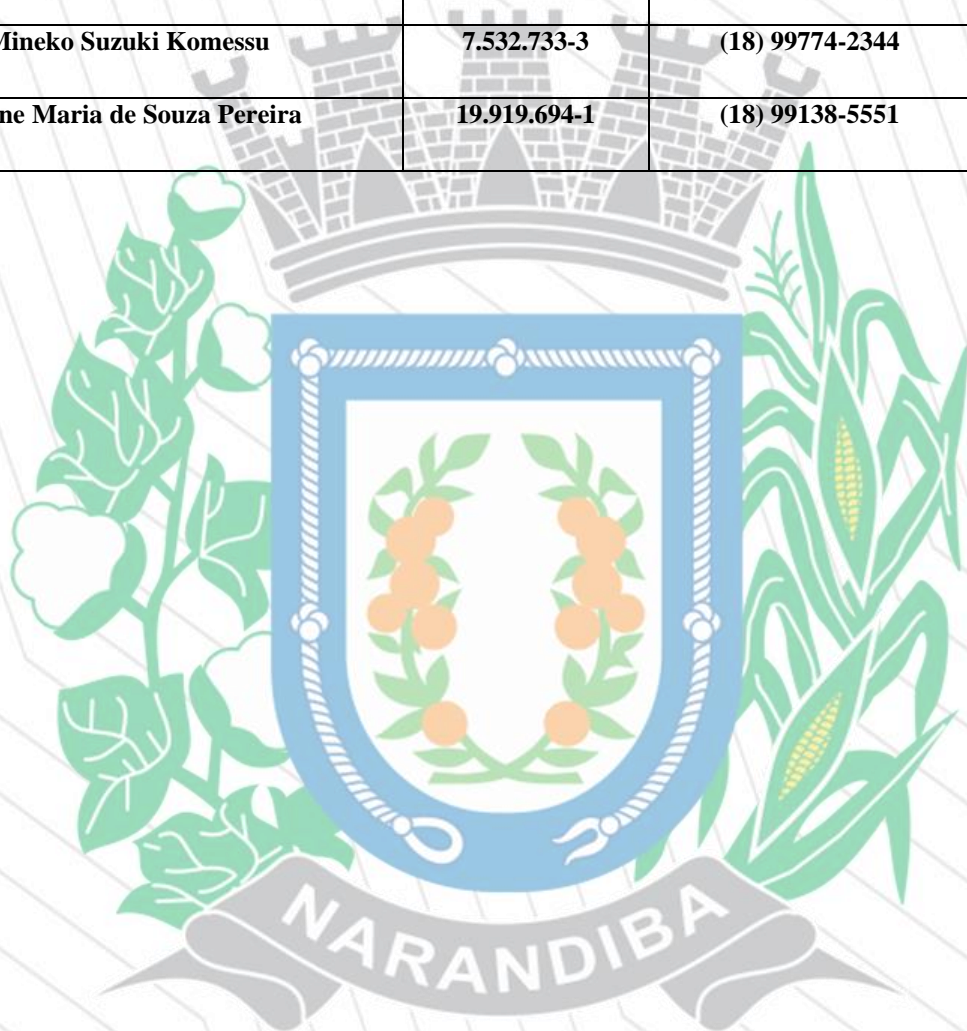 Mineko Suzuki Komessu 7.532.733-3 (18) 99774-2344
ne Maria de Souza Pereira 19.919.694-1 (18) 99138-5551
NARANDIBA